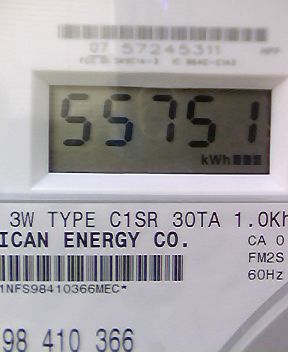 07 57245311
55751
kWh
3W TYPE C1SR 30TA 1.0Kh
ICAN ENERGY CO.
CA 0
FM2S
60Hz
1NFS98410366MEC*
98 410 366